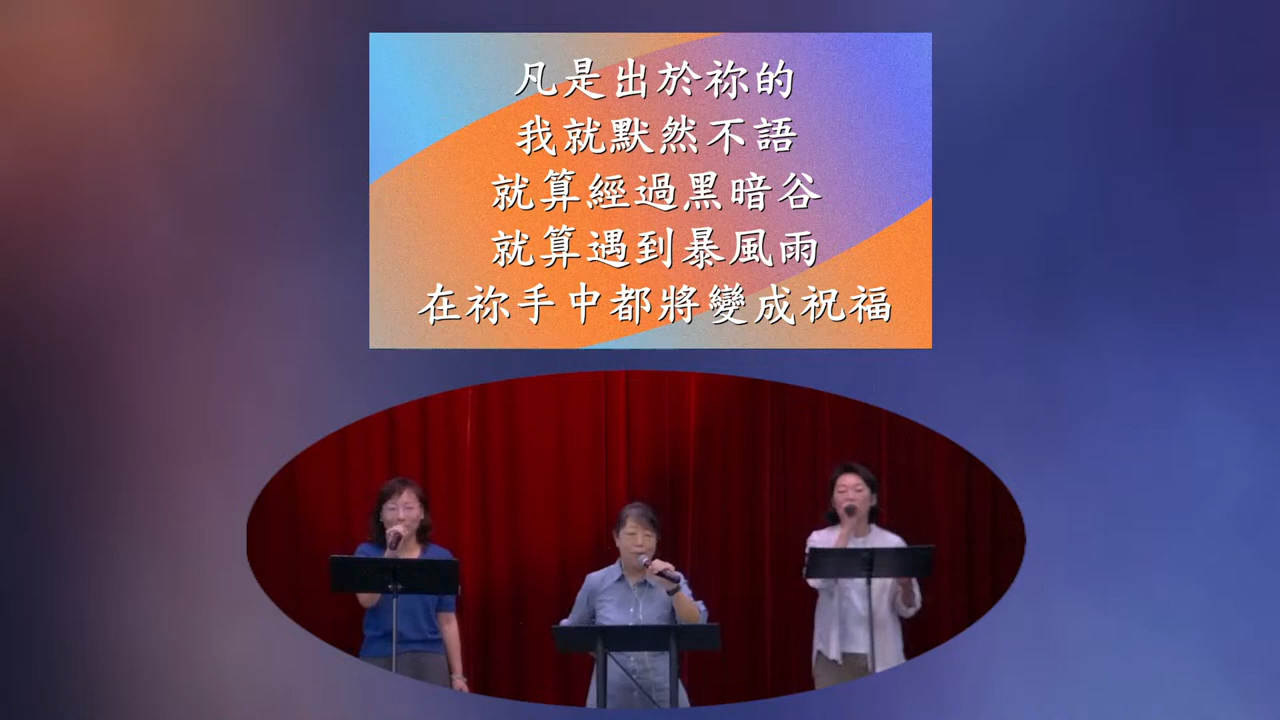 凡是出於祢的
我就默然不語
就算經過黑暗谷
就算遇到暴風雨
在祢手中都將變成祝福